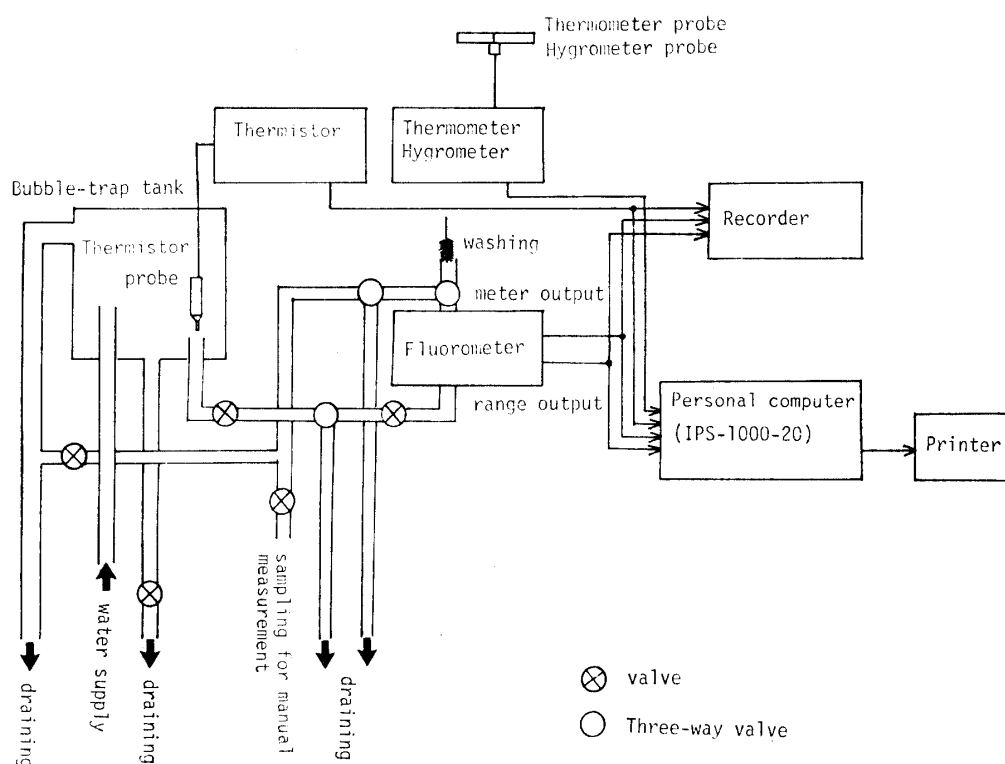 Thermometer probe
Hygrometer probe
Thermistor
Thermometer
Hygrometer
Bubble-trap tank
Recorder
Thermistor
probe
washing
meter output
Fluorometer
range output
Personal computer
(IPS-1000-20)
Printer
sampling for manual
measurement
water supply
draining
draining
draining
valve
Three-way valve